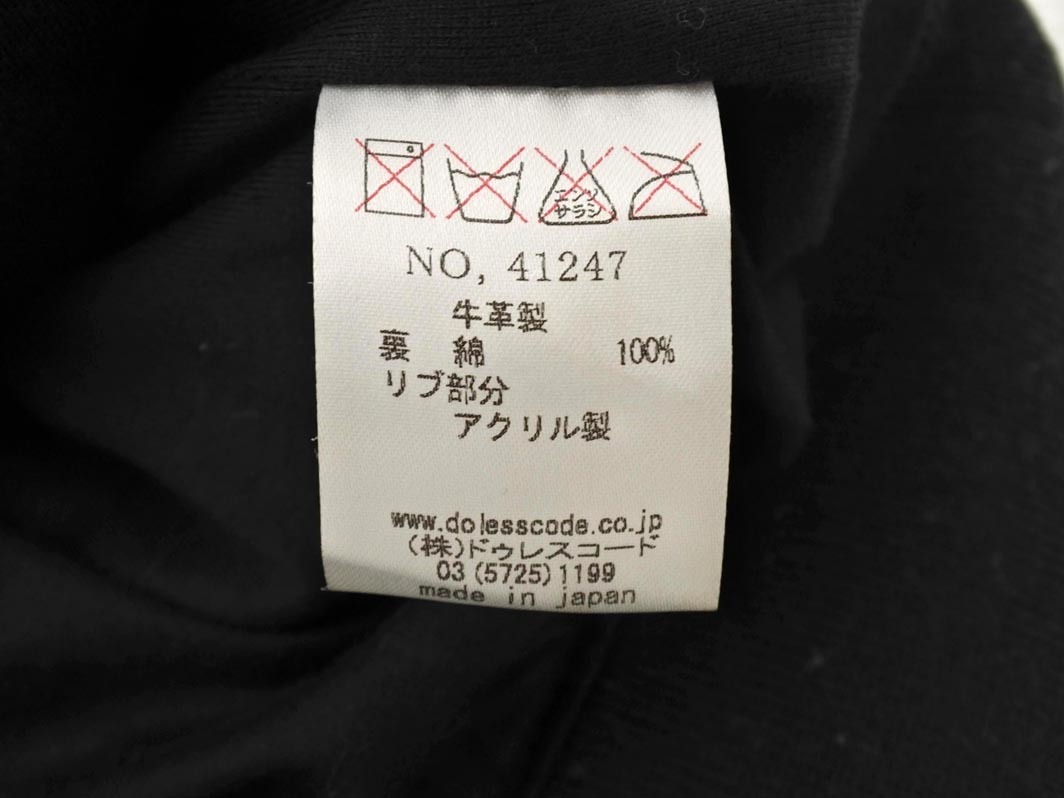 エンソ
サラシ
NO, 41247
牛革製
裏 綿 100%
リブ部分
アクリル製
www.dolesscode.co.jp
(株)ドゥレスコード
03(5725)1199
made in japan